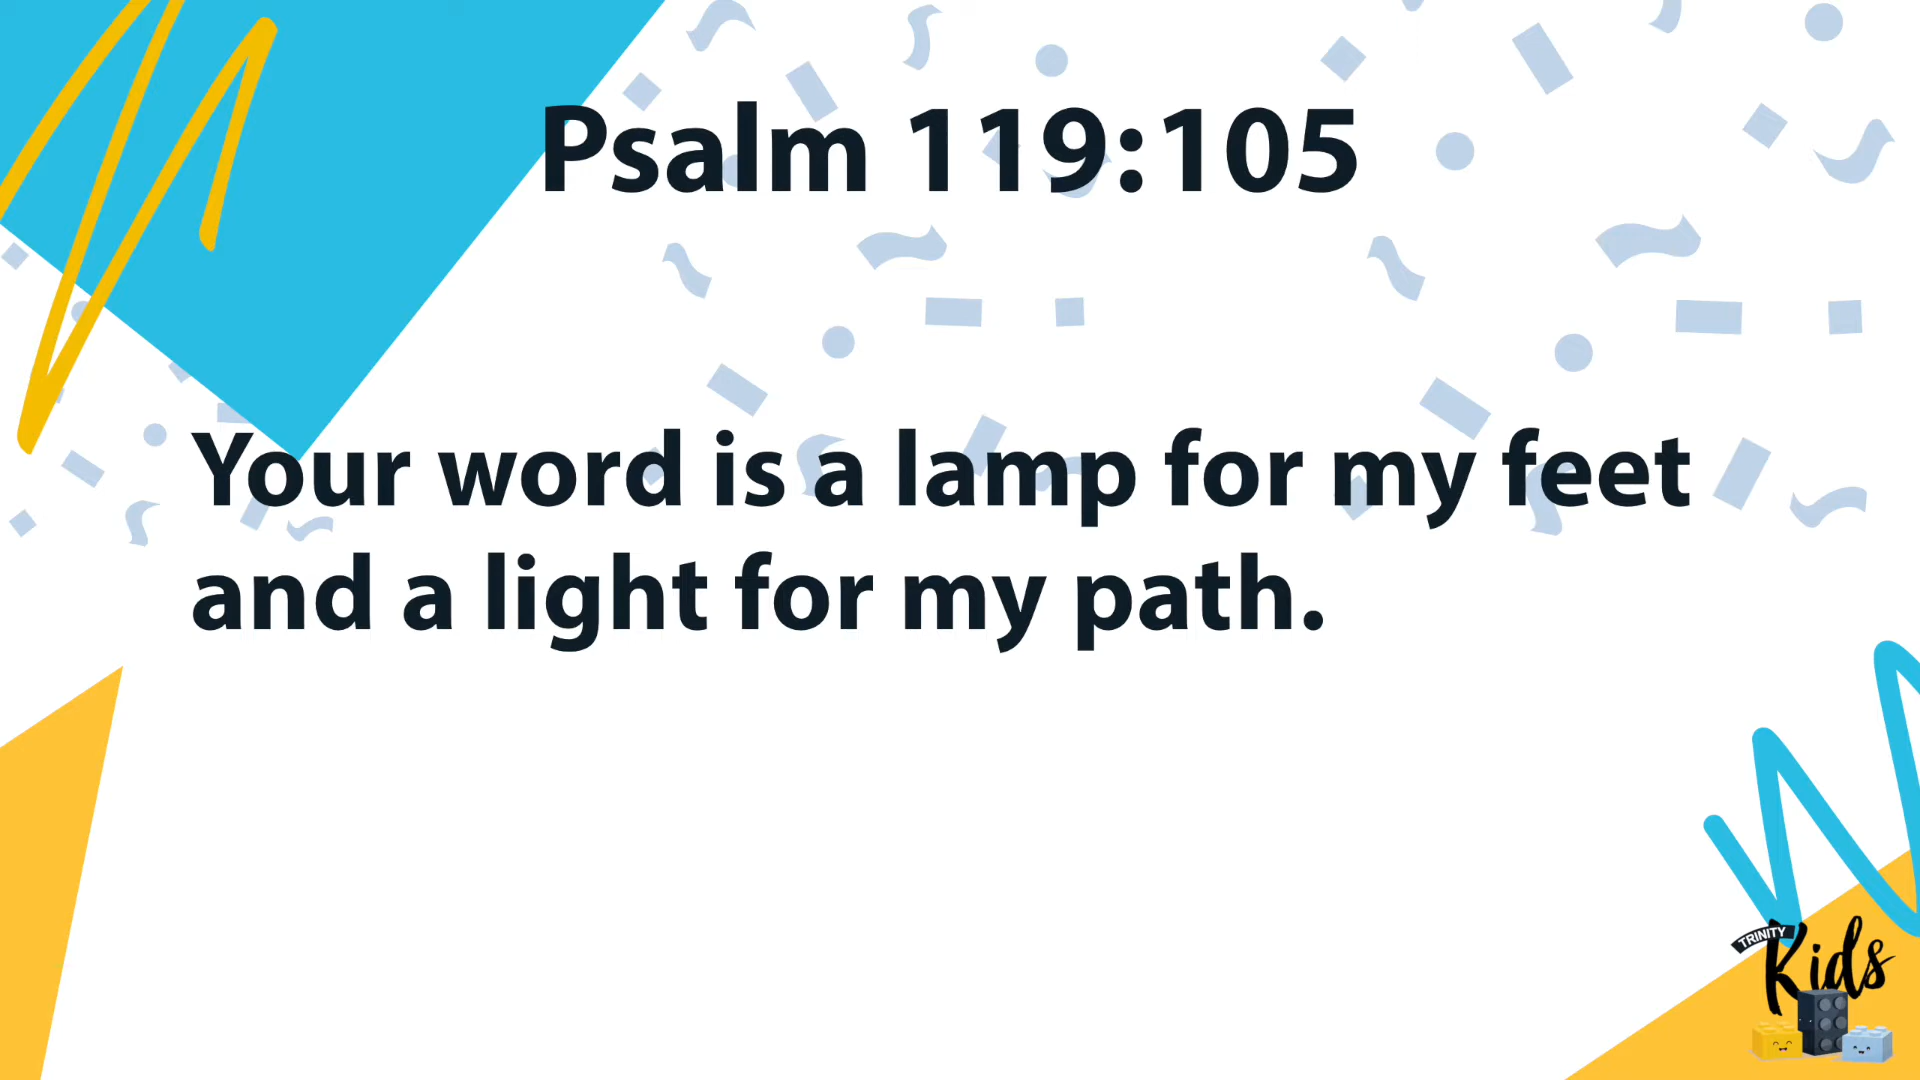 Psalm 119:105
Your word is a lamp for my feet
and a light for my path.
TRINITY
Kids